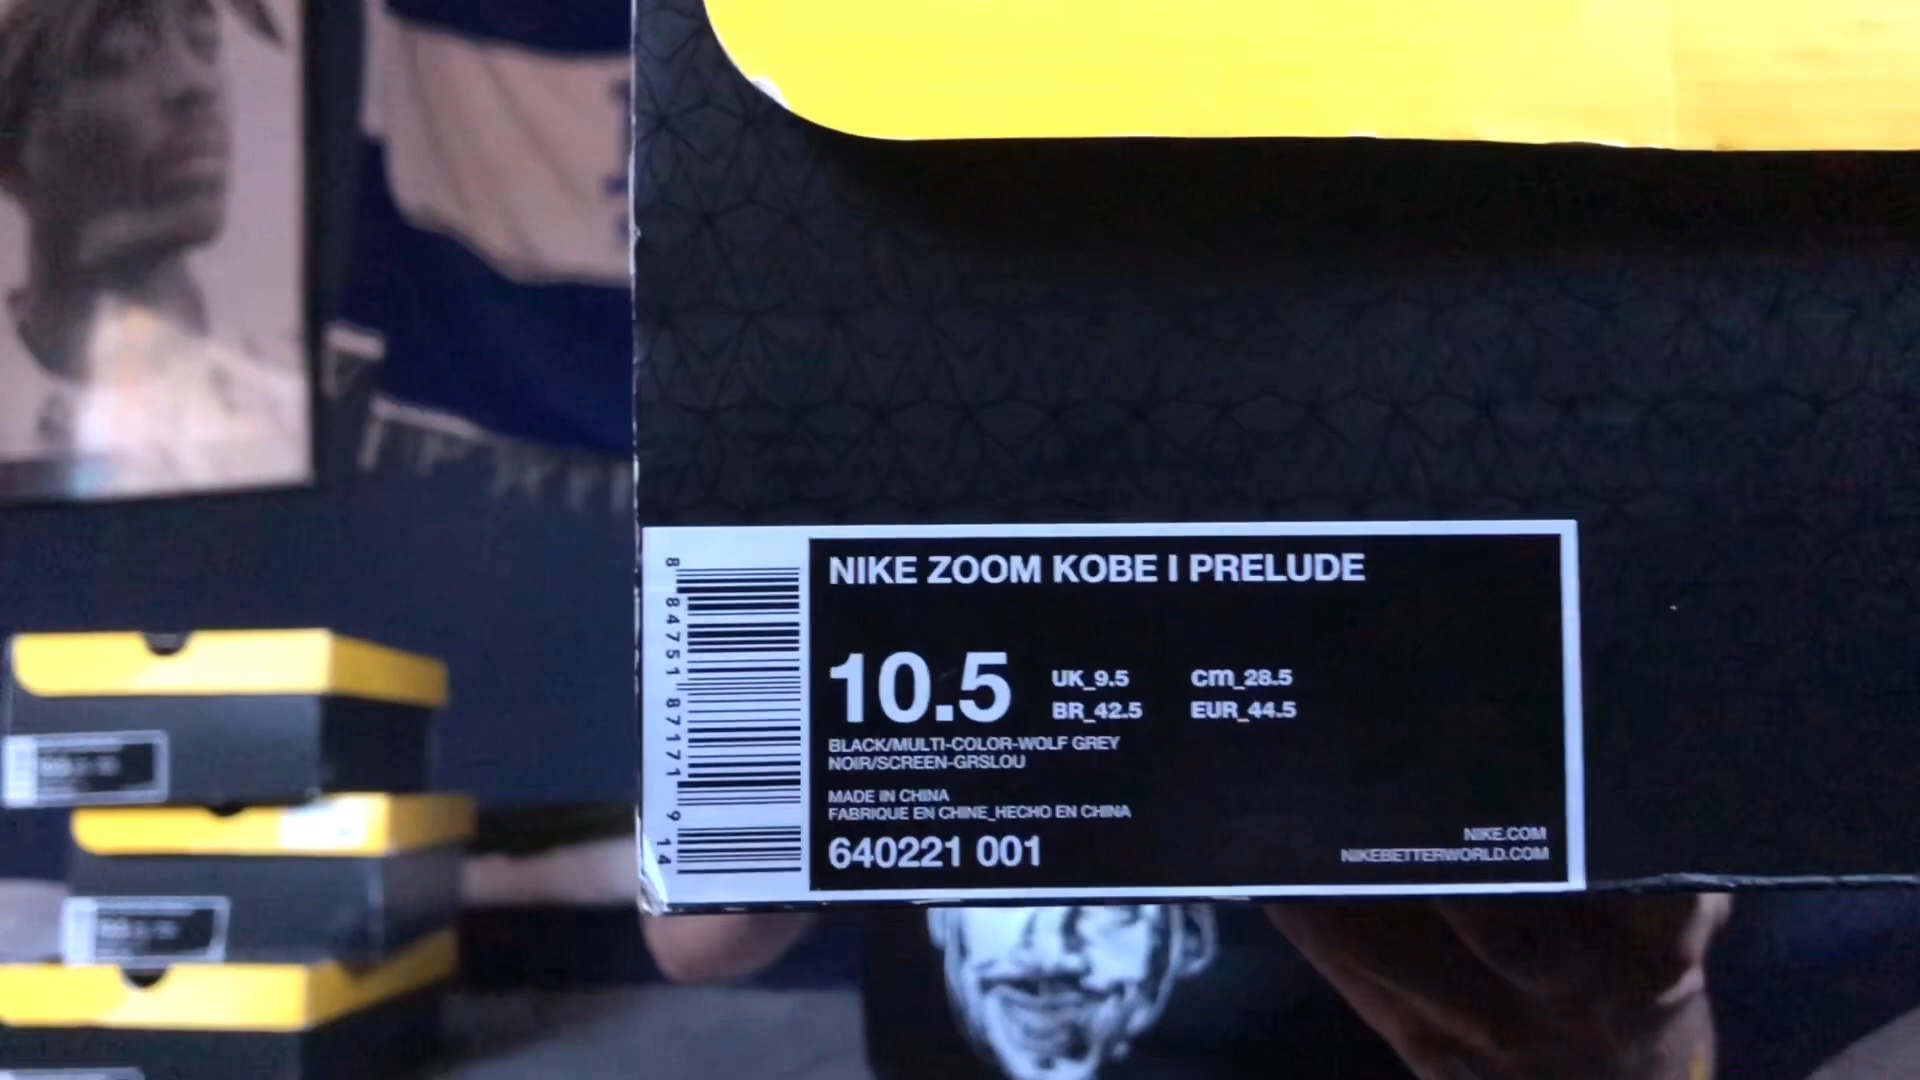 NIKE ZOOM KOBE I PRELUDE
10.5
UK_9.5 cm_28.5
BR_42.5 EUR_44.5
BLACK/MULTI-COLOR-WOLF GREY
NOIR/SCREEN-GRSLOU
MADE IN CHINA
FABRIQUE EN CHINE_HECHO EN CHINA
640221 001
NIKE.COM
NIKEBETTERWORLD.COM
8 84751 87171 9 14